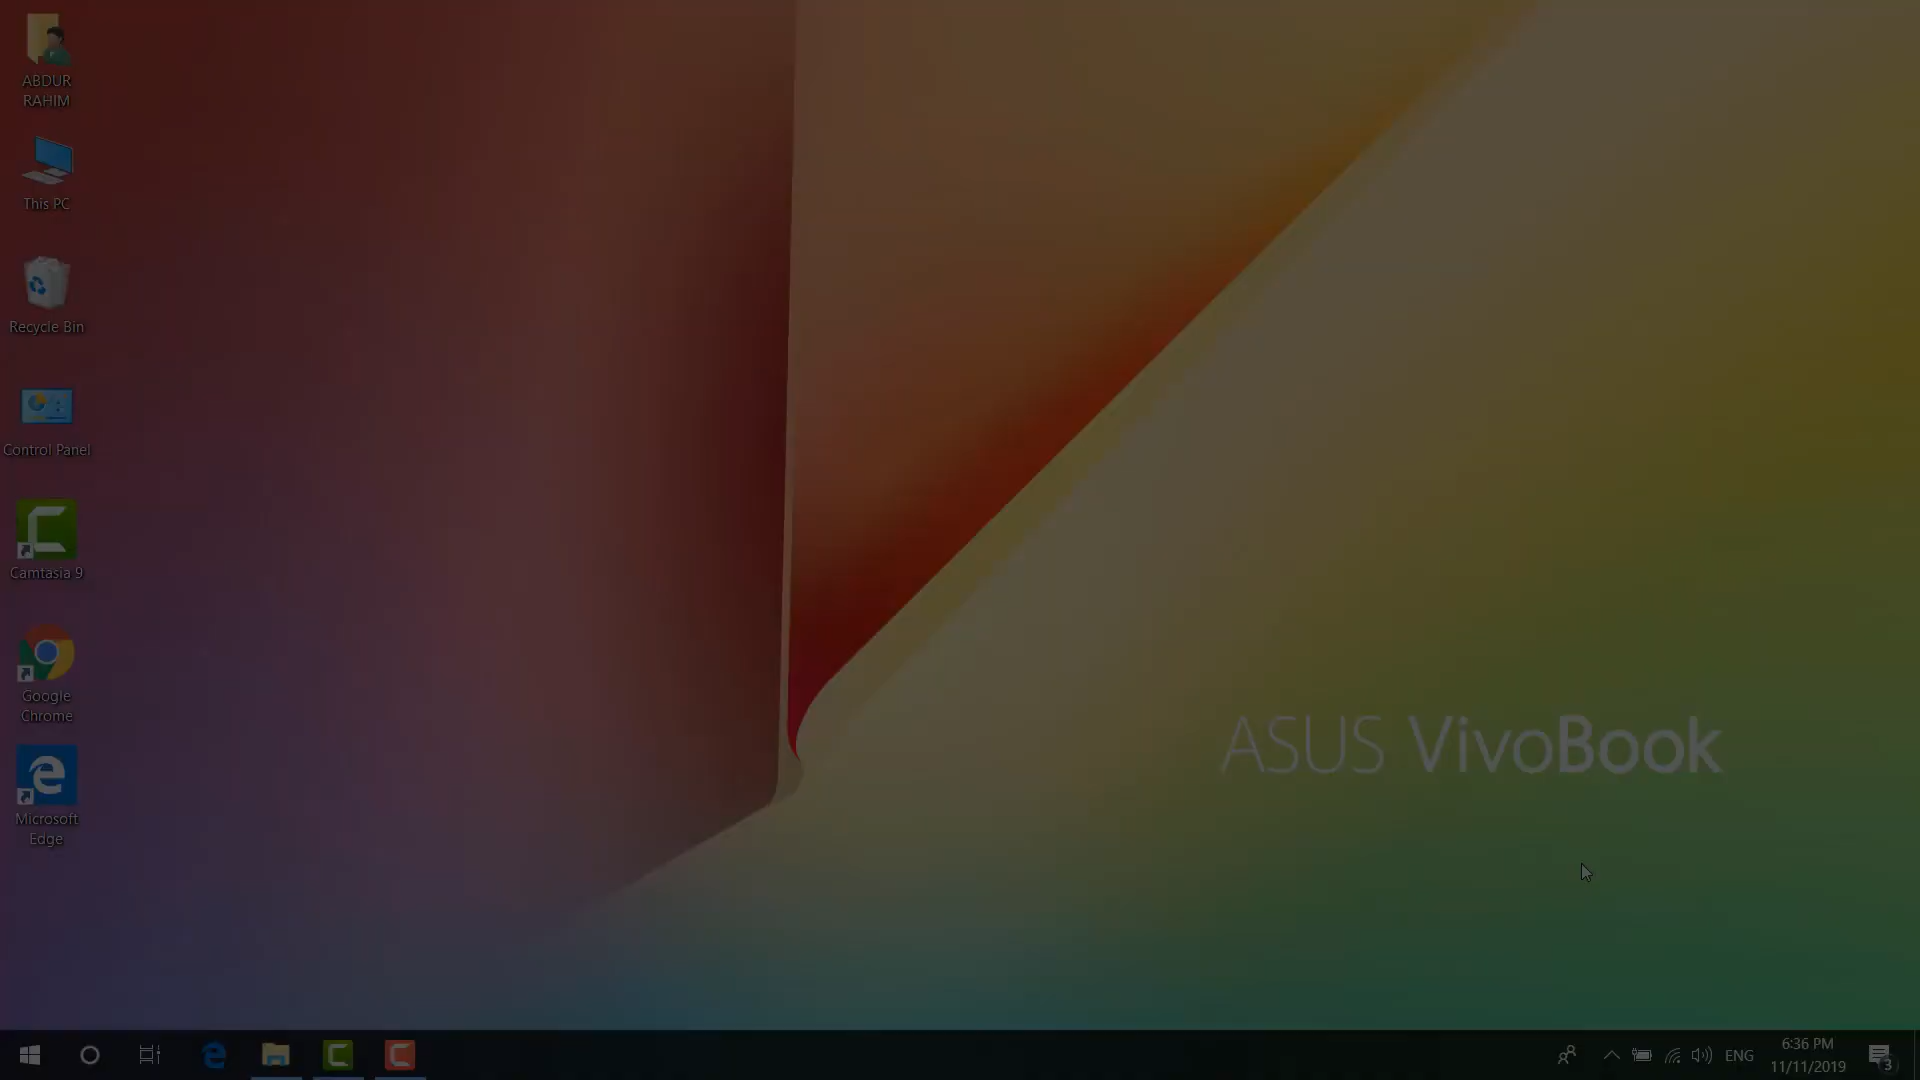 ABDUR
RAHIM
This PC
Recycle Bin
Control Panel
Camtasia 9
Google
Chrome
Microsoft
Edge
ASUS VivoBook
ENG
6:36 PM
11/11/2019
3